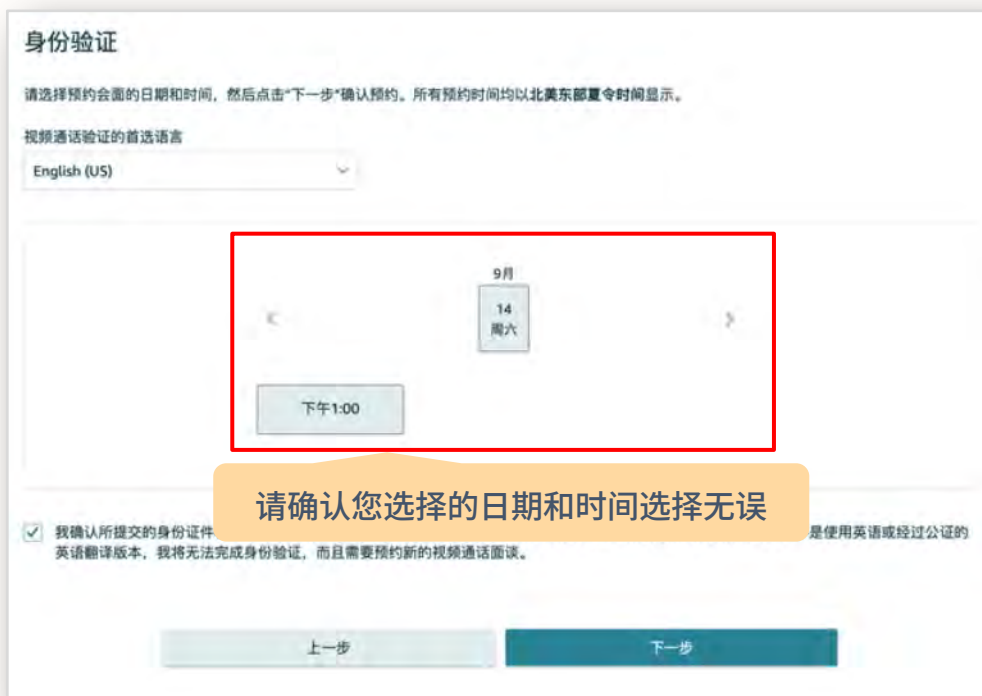 身份验证
请选择预约会面的日期和时间，然后点击“下一步”确认预约。所有预约时间均以北美东部夏令时间显示。
视频通话验证的首选语言
English (US)
9月
14
周六
下午1:00
请确认您选择的日期和时间选择无误
我确认所提交的身份证件
是使用英语或经过公证的
英语翻译版本，我将无法完成身份验证，而且需要预约新的视频通话面谈。
上一步
下一步